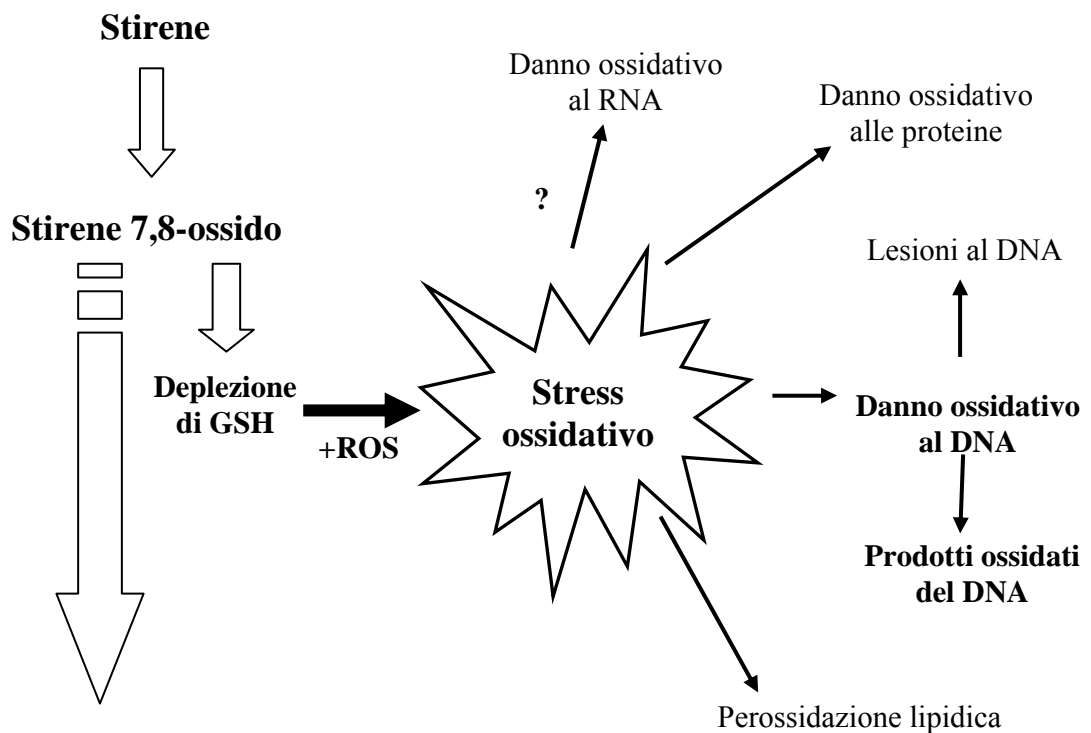 Stirene
Stirene 7,8-ossido
Deplezione
di GSH
+ROS
Stress
ossidativo
?
Danno ossidativo
al RNA
Danno ossidativo
alle proteine
Lesioni al DNA
Danno ossidativo
al DNA
Prodotti ossidati
del DNA
Perossidazione lipidica